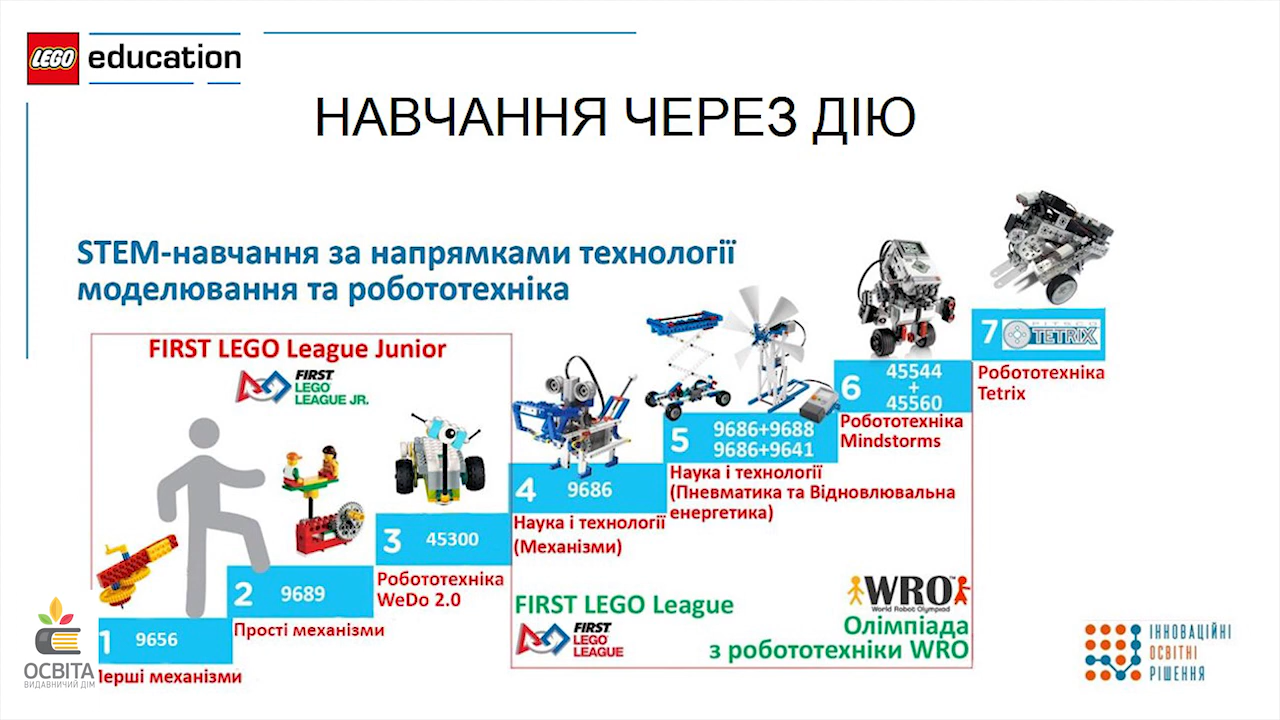 LEGO education
НАВЧАННЯ ЧЕРЕЗ ДІЮ
STEM-навчання за напрямками технології
моделювання та робототехніка
FIRST LEGO League Junior
FIRST
LEGO
LEAGUE JR.
7 PITSCO
TETRIX
Робототехніка
Tetrix
6 45544
+
45560
Робототехніка
Mindstorms
5 9686+9688
9686+9641
Наука і технології
(Пневматика та Відновлювальна
енергетика)
4 9686
Наука і технології
(Механізми)
3 45300
Робототехніка
WeDo 2.0
2 9689
Прості механізми
1 9656
Перші механізми
FIRST LEGO League
FIRST
LEGO
LEAGUE
WRO™
World Robot Olympiad
Олімпіада
з робототехніки WRO
ОСВІТА
ВИДАВНИЧИЙ ДІМ
ІННОВАЦІЙНІ
ОСВІТНІ
РІШЕННЯ